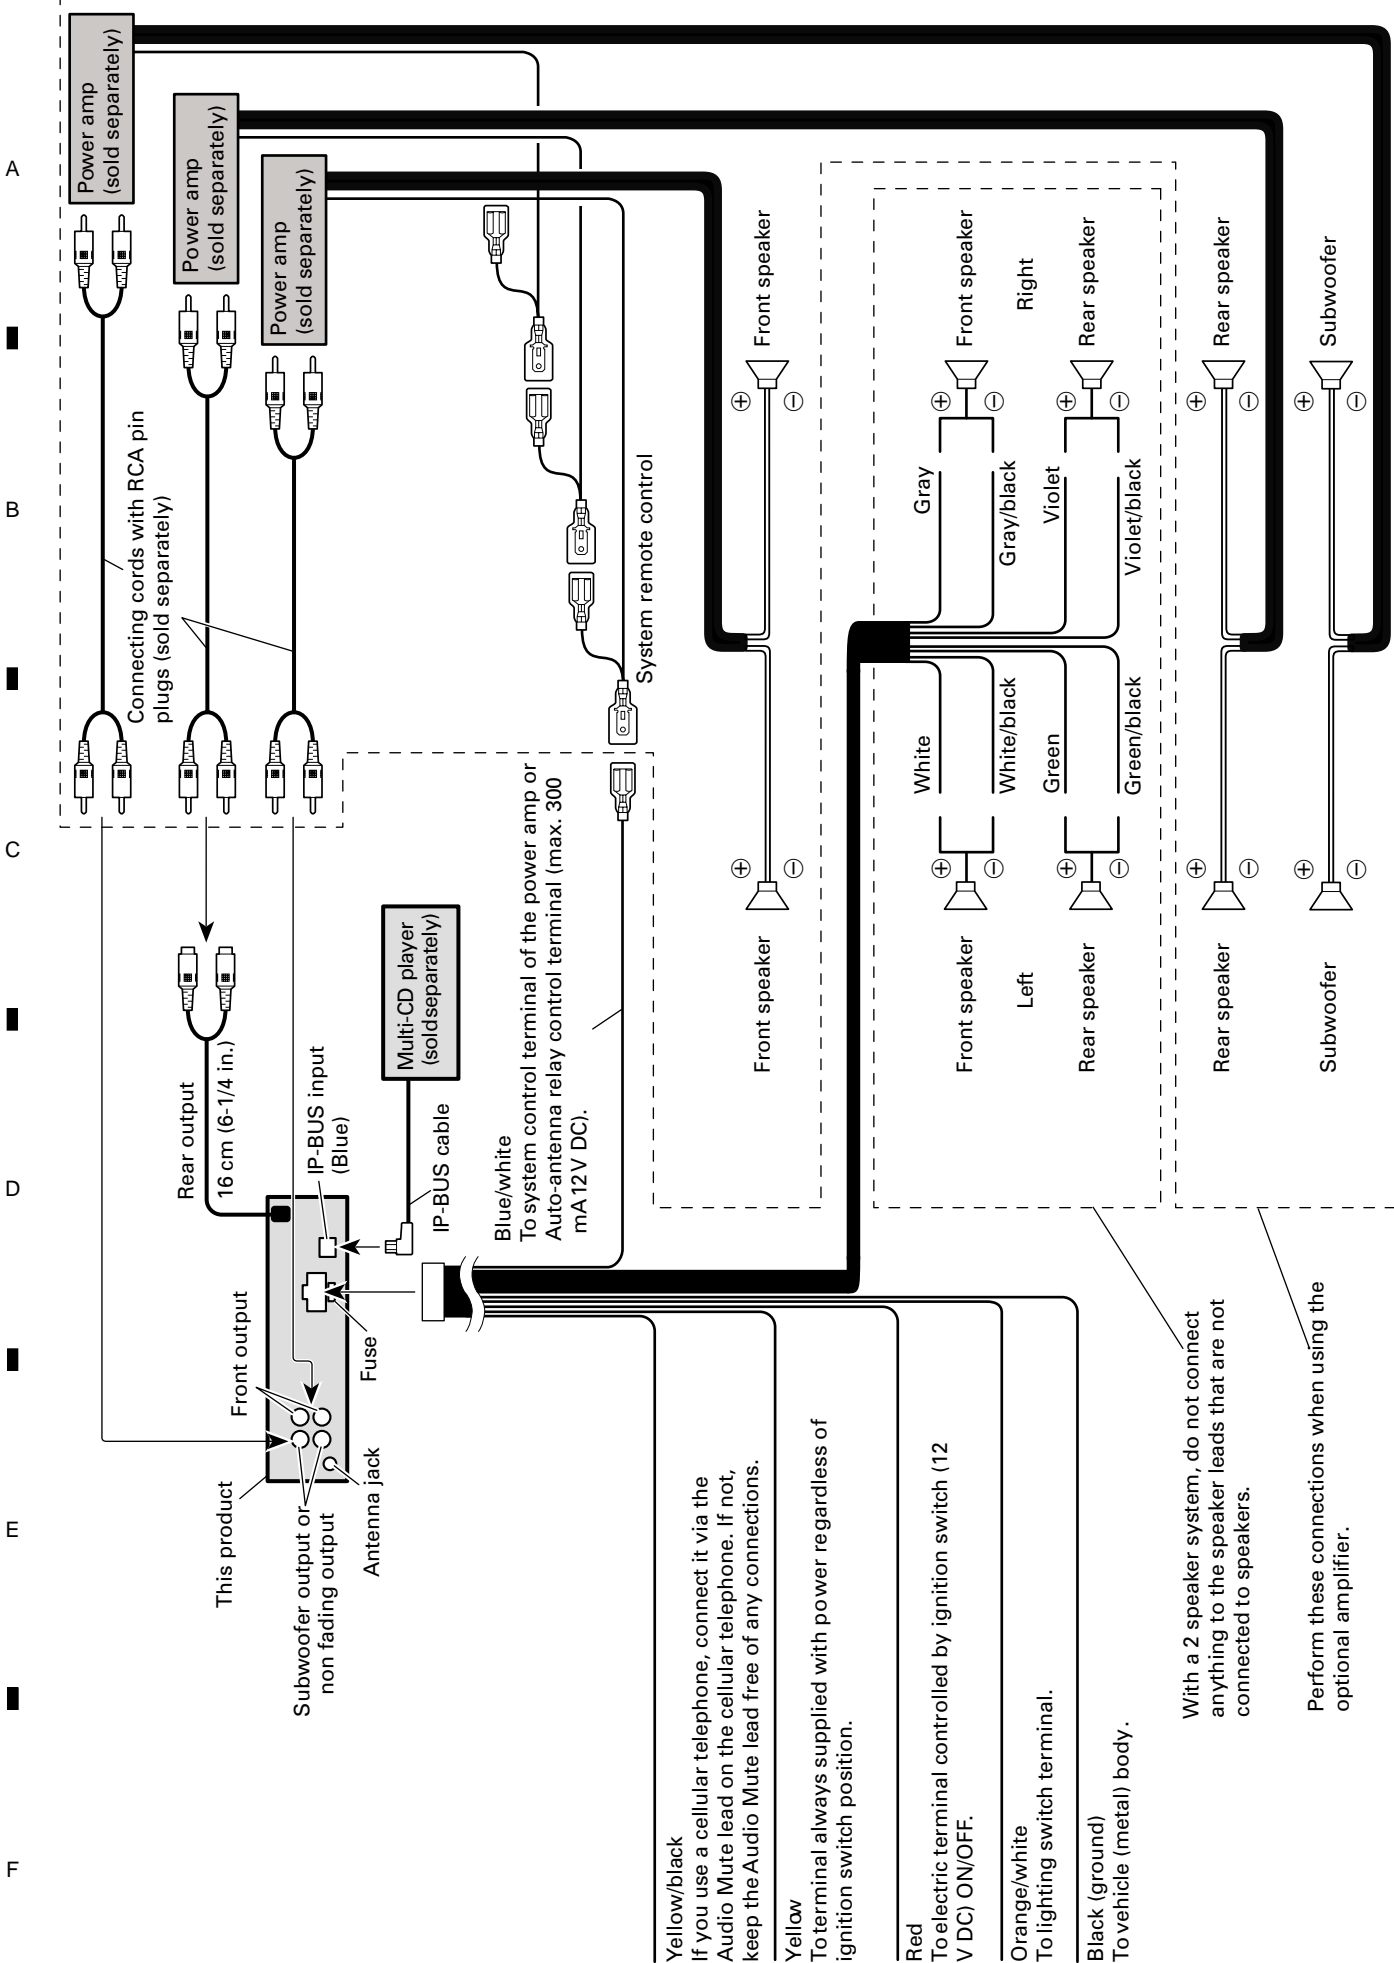 A
B
C
D
E
F
Power amp
(sold separately)
Power amp
(sold separately)
Power amp
(sold separately)
Connecting cords with RCA pin
plugs (sold separately)
System remote control
Rear output
16 cm (6-1/4 in.)
IP-BUS input
(Blue)
Multi-CD player
(sold separately)
IP-BUS cable
Front output
Fuse
This product
Subwoofer output or
non fading output
Antenna jack
Blue/white
To system control terminal of the power amp or
Auto-antenna relay control terminal (max. 300
mA 12 V DC).
Yellow/black
If you use a cellular telephone, connect it via the
Audio Mute lead on the cellular telephone. If not,
keep the Audio Mute lead free of any connections.
Yellow
To terminal always supplied with power regardless of
ignition switch position.
Red
To electric terminal controlled by ignition switch (12
V DC) ON/OFF.
Orange/white
To lighting switch terminal.
Black (ground)
To vehicle (metal) body.
Front speaker
⊕
⊖
Front speaker
⊕
⊖
Front speaker
Left
Rear speaker
⊕
⊖
⊕
⊖
White
White/black
Green
Green/black
Gray
Gray/black
Violet
Violet/black
⊕
⊖
⊕
⊖
Front speaker
Right
Rear speaker
Rear speaker
⊕
⊖
Rear speaker
⊕
⊖
Subwoofer
⊕
⊖
Subwoofer
⊕
⊖
With a 2 speaker system, do not connect
anything to the speaker leads that are not
connected to speakers.
Perform these connections when using the
optional amplifier.